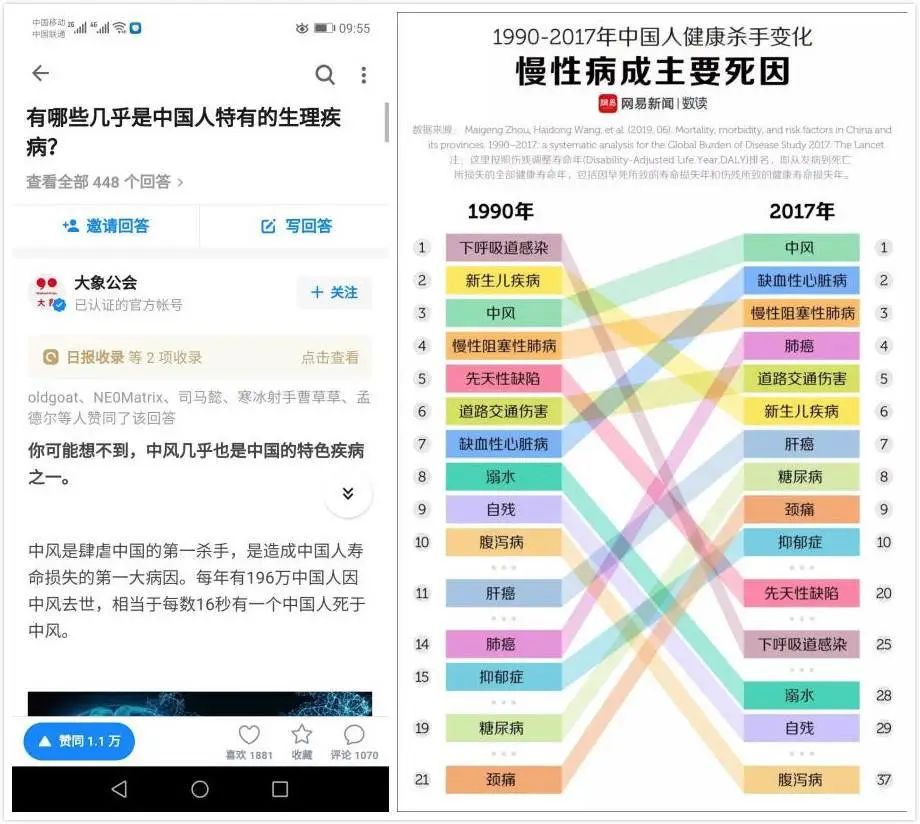 中国移动 2G 4G
中国联通
09:55
有哪些几乎是中国人特有的生理疾
病?
查看全部 448 个回答 >
邀请回答
写回答
大象公会
已认证的官方帐号
+ 关注
日报收录 等 2 项收录
点击查看
oldgoat、NE0Matrix、司马懿、寒冰射手曹草草、孟
德尔等人赞同了该回答
你可能想不到，中风几乎也是中国的特色疾病
之一。
中风是肆虐中国的第一杀手，是造成中国人寿
命损失的第一大病因。每年有196万中国人因
中风去世，相当于每数16秒有一个中国人死于
中风。
赞同 1.1 万
喜欢 1881
收藏
评论 1070
1990-2017年中国人健康杀手变化
慢性病成主要死因
网易 网易新闻 | 数读
数据来源： Maigeng Zhou, Haidong Wang, et al. (2019, 06). Mortality, morbidity, and risk factors in China and
its provinces, 1990–2017: a systematic analysis for the Global Burden of Disease Study 2017. The Lancet
注：这里按照伤残调整寿命年(Disability-Adjusted Life Year,DALY)排名，即从发病到死亡
所损失的全部健康寿命年，包括因早死所致的寿命损失年和伤残所致的健康寿命损失年。
1990年
2017年
1 下呼吸道感染 中风 1
2 新生儿疾病 缺血性心脏病 2
3 中风 慢性阻塞性肺病 3
4 慢性阻塞性肺病 肺癌 4
5 先天性缺陷 道路交通伤害 5
6 道路交通伤害 新生儿疾病 6
7 缺血性心脏病 肝癌 7
8 溺水 糖尿病 8
9 自残 颈痛 9
10 腹泻病 抑郁症 10
11 肝癌 先天性缺陷 20
14 肺癌 下呼吸道感染 25
15 抑郁症 溺水 28
19 糖尿病 自残 29
21 颈痛 腹泻病 37